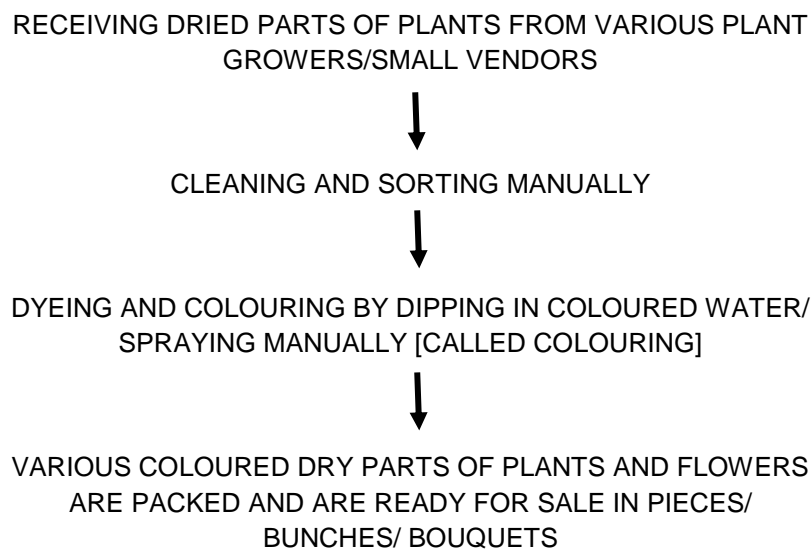 RECEIVING DRIED PARTS OF PLANTS FROM VARIOUS PLANT
GROWERS/SMALL VENDORS
CLEANING AND SORTING MANUALLY
DYEING AND COLOURING BY DIPPING IN COLOURED WATER/
SPRAYING MANUALLY [CALLED COLOURING]
VARIOUS COLOURED DRY PARTS OF PLANTS AND FLOWERS
ARE PACKED AND ARE READY FOR SALE IN PIECES/
BUNCHES/ BOUQUETS